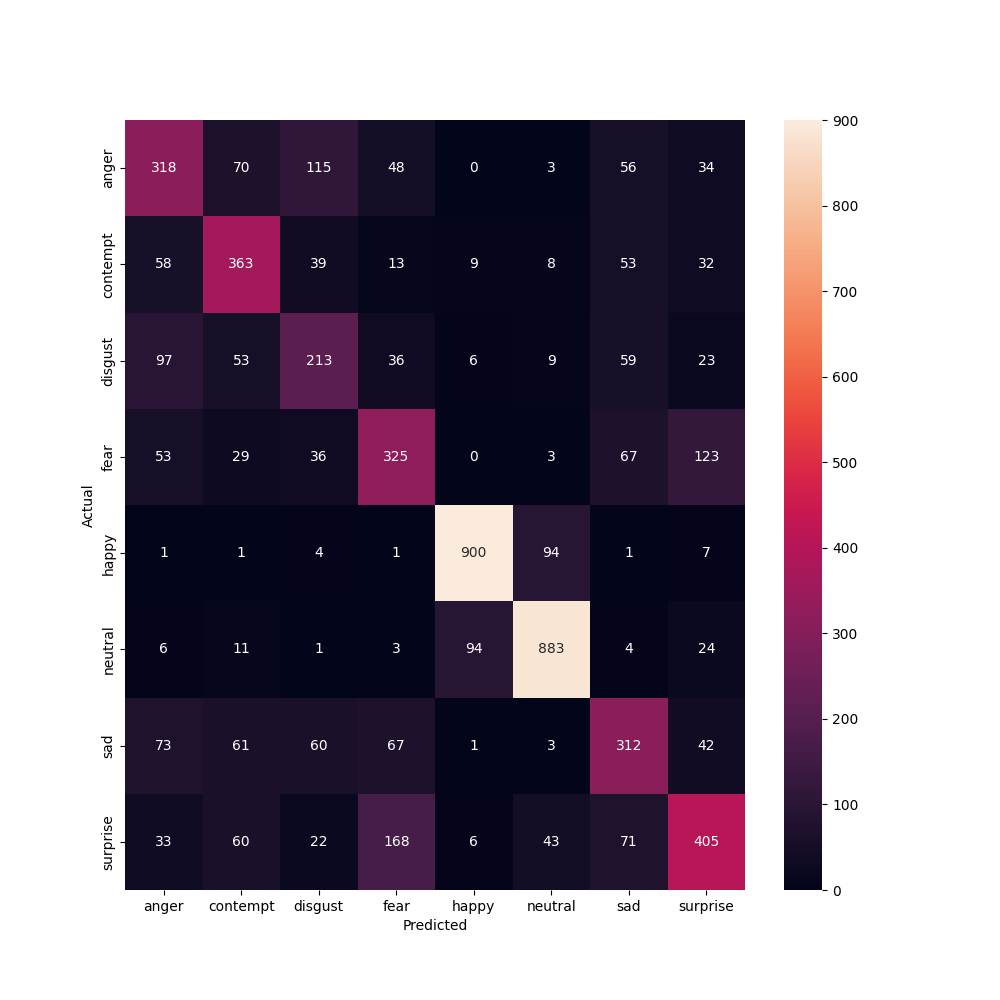 anger 318 70 115 48 0 3 56 34
contempt 58 363 39 13 9 8 53 32
disgust 97 53 213 36 6 9 59 23
fear 53 29 36 325 0 3 67 123
Actual
happy 1 1 4 1 900 94 1 7
neutral 6 11 1 3 94 883 4 24
sad 73 61 60 67 1 3 312 42
surprise 33 60 22 168 6 43 71 405
anger contempt disgust fear happy neutral sad surprise
Predicted
900
800
700
600
500
400
300
200
100
0